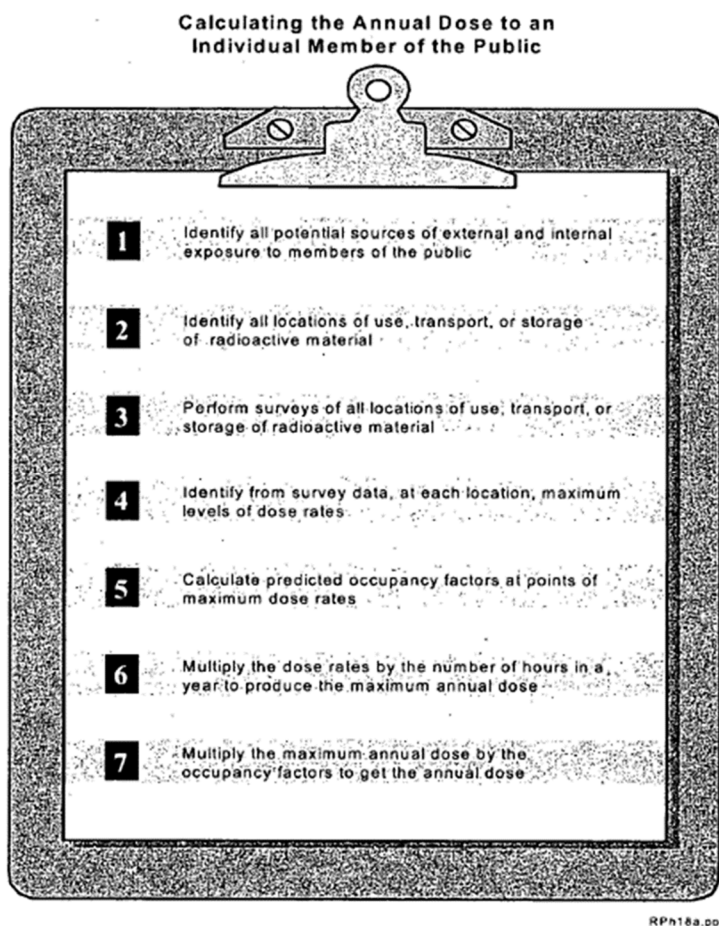 Calculating the Annual Dose to an
Individual Member of the Public
1
Identify all potential sources of external and internal
exposure to members of the public
2
Identify all locations of use, transport, or storage
of radioactive material
3
Perform surveys of all locations of use, transport, or
storage of radioactive material
4
Identify from survey data, at each location, maximum
levels of dose rates
5
Calculate predicted occupancy factors at points of
maximum dose rates
6
Multiply the dose rates by the number of hours in a
year to produce the maximum annual dose
7
Multiply the maximum annual dose by the
occupancy factors to get the annual dose
RPh18a.pp